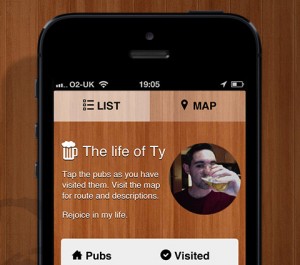 O2-UK 19:05
LIST MAP
The life of Ty
Tap the pubs as you have
visited them. Visit the map
for route and descriptions.
Rejoice in my life.
Pubs Visited